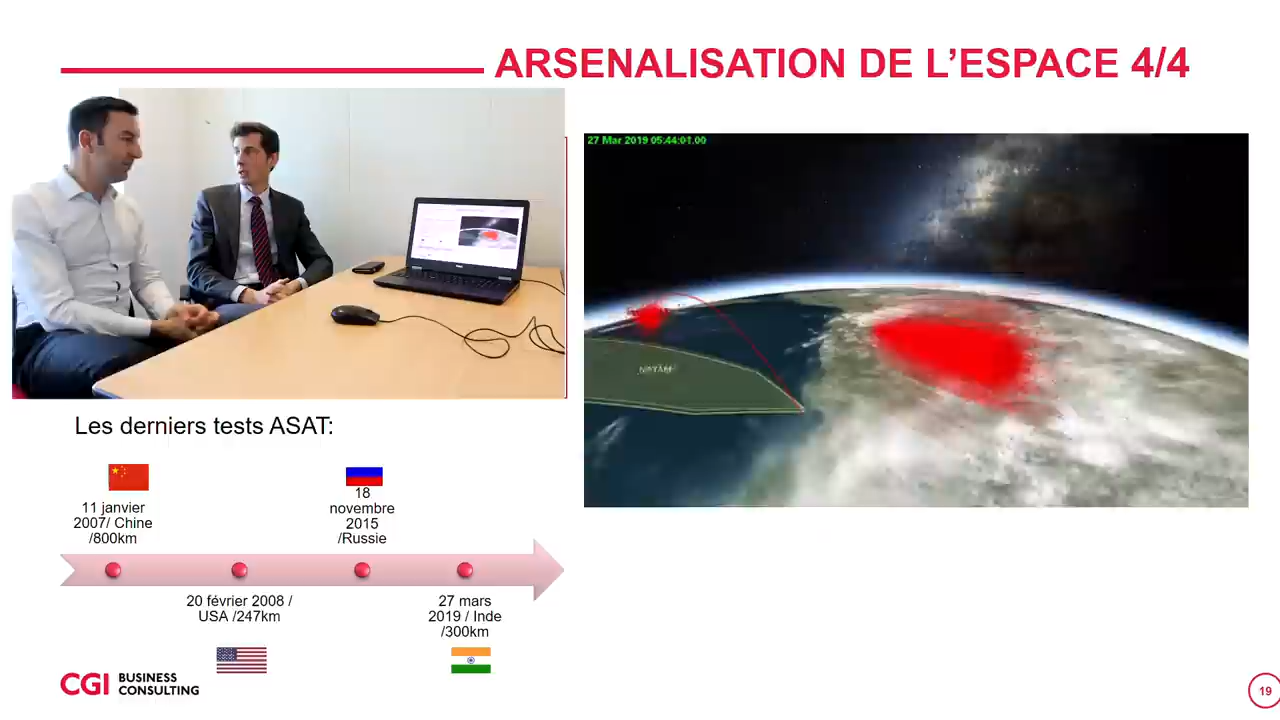 ARSENALISATION DE L’ESPACE 4/4
27 Mar 2019 05:44:01.00
NOTAM
Les derniers tests ASAT:
11 janvier
2007/ Chine
/800km
18
novembre
2015
/Russie
20 février 2008 /
USA /247km
27 mars
2019 / Inde
/300km
CGI BUSINESS
CONSULTING
19